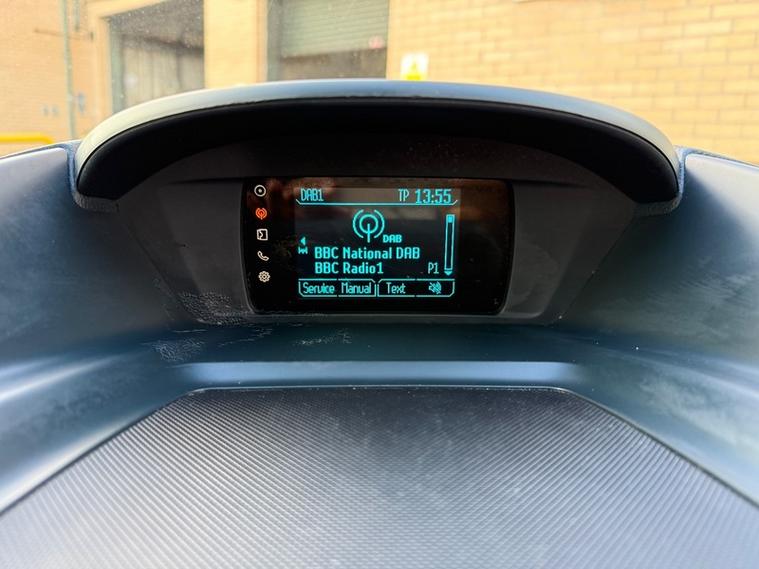 DAB1 TP 13:55
DAB
BBC National DAB
BBC Radio1 P1
Service Manual Text